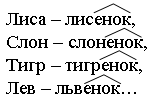 Лиса – лисенок,
Слон – слоненок,
Тигр – тигренок,
Лев – львенок…